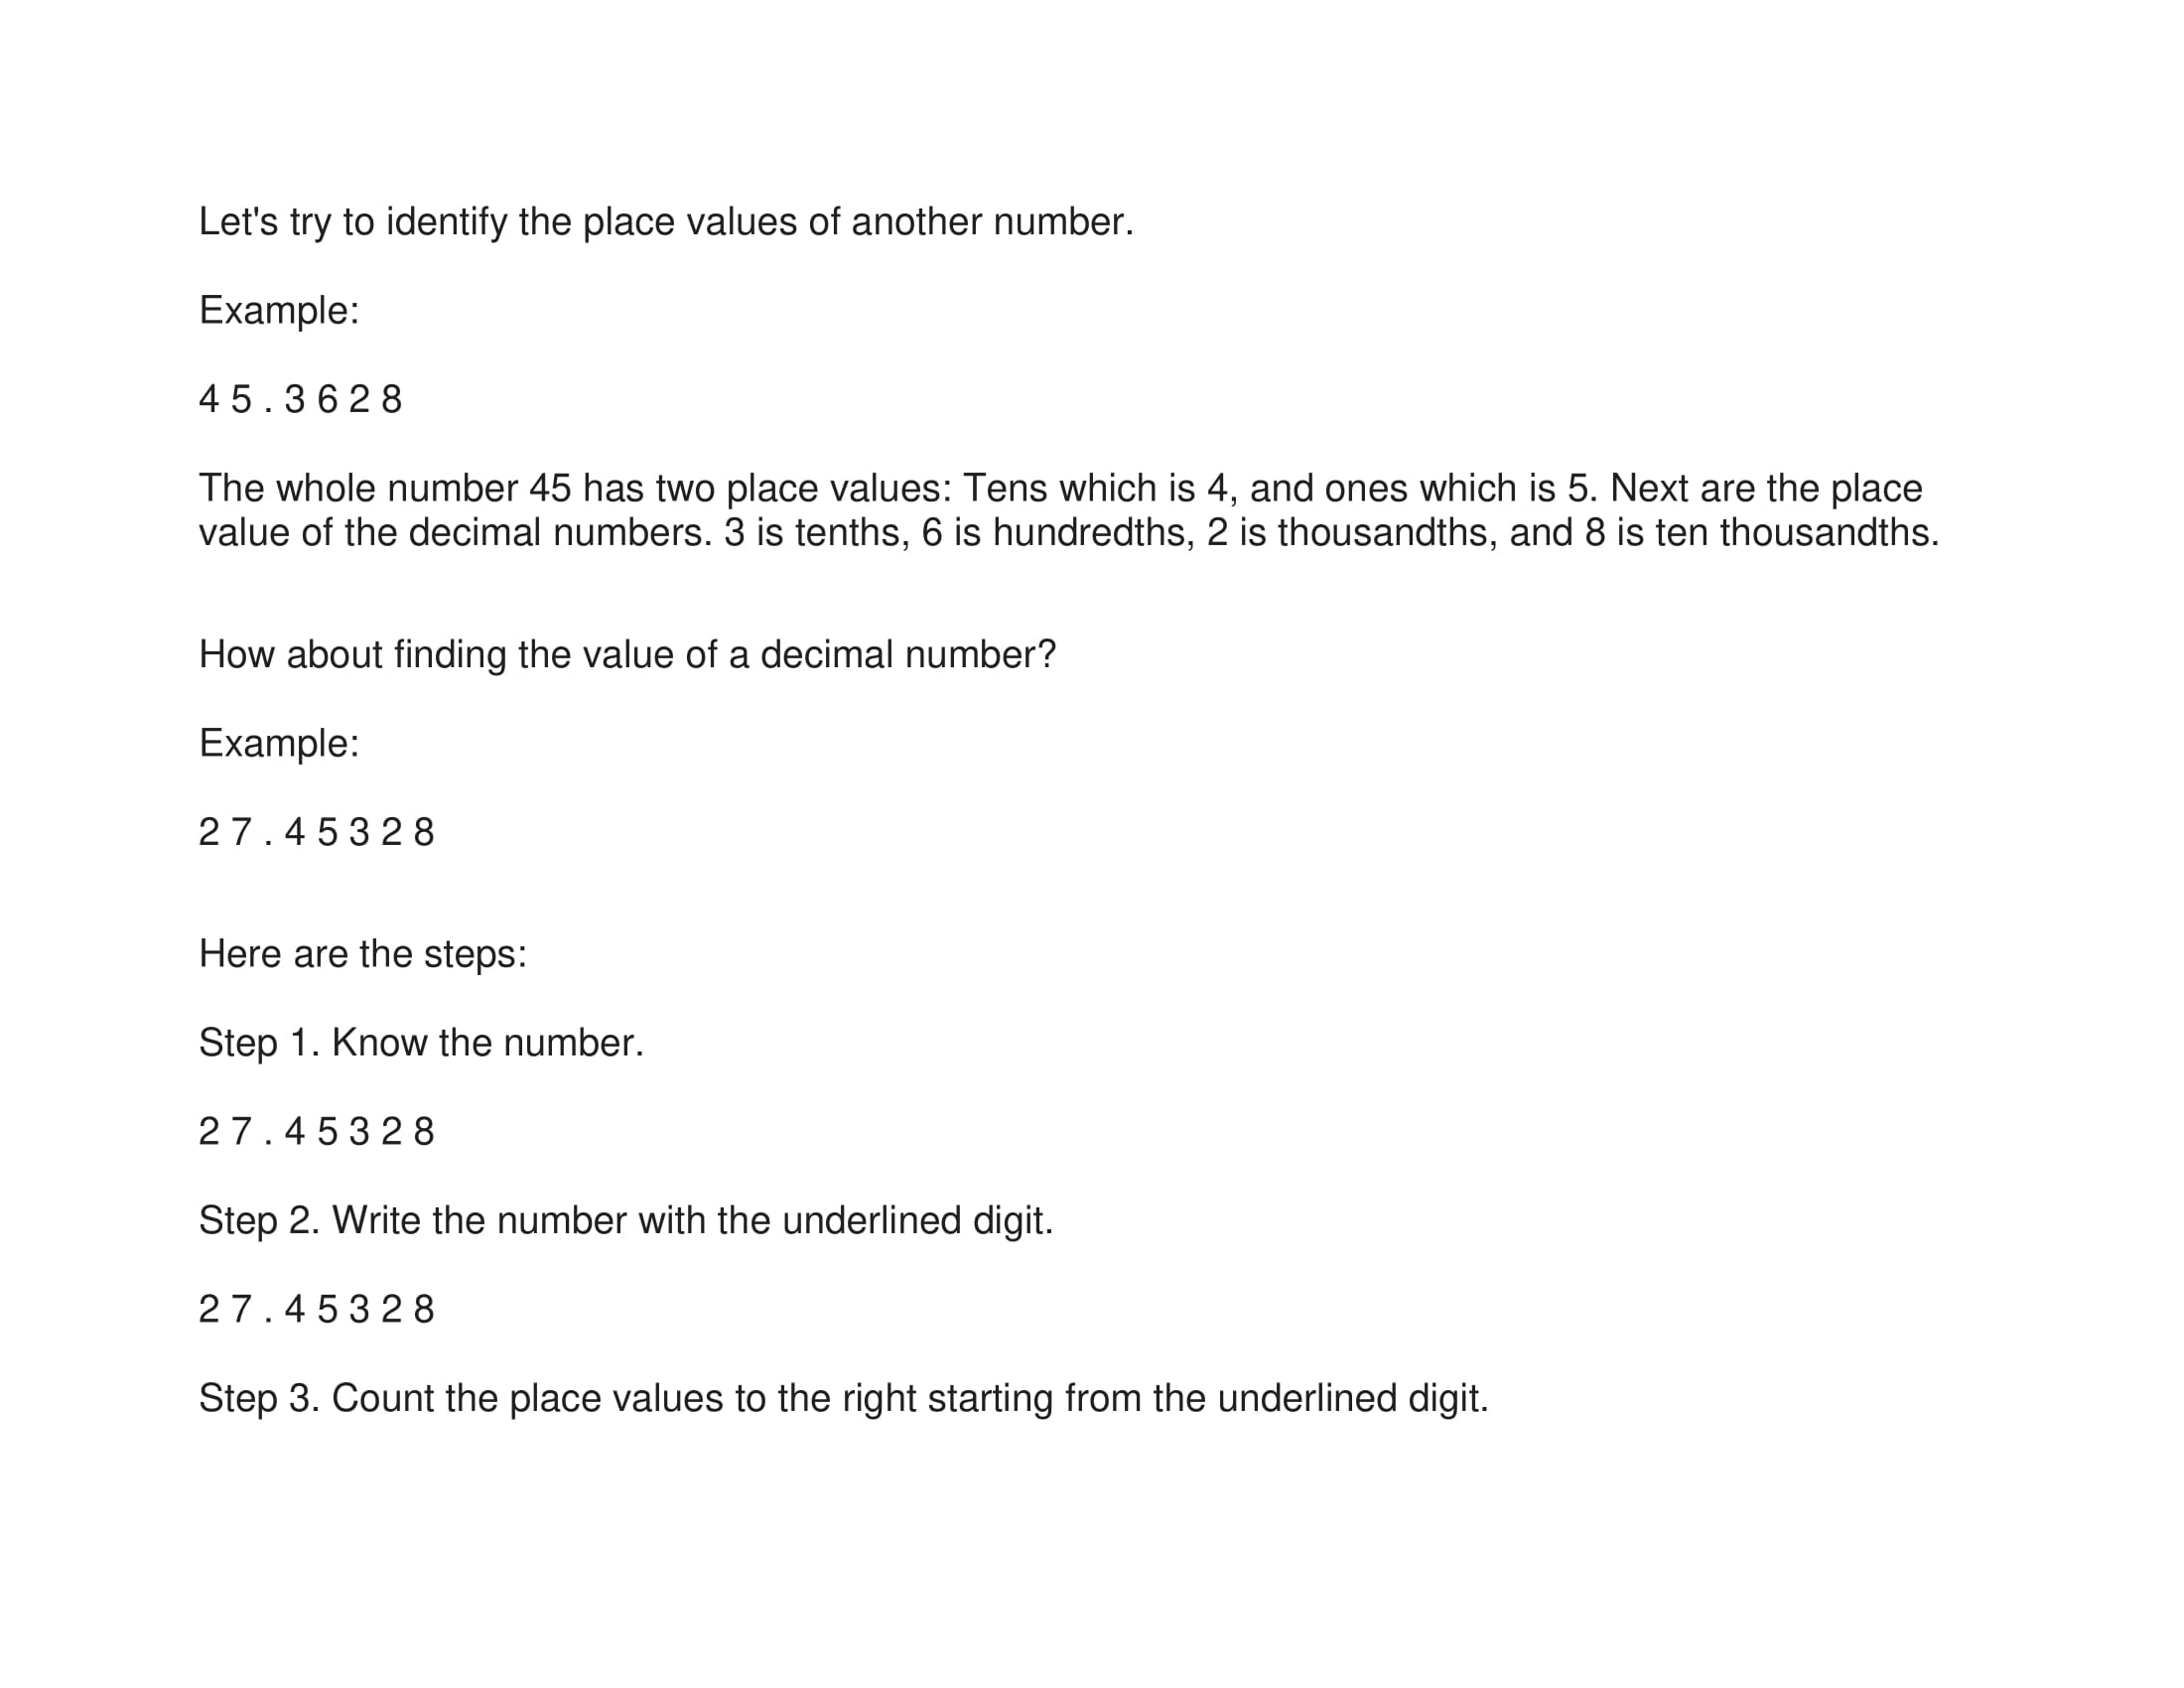 Let's try to identify the place values of another number.
Example:
4 5 . 3 6 2 8
The whole number 45 has two place values: Tens which is 4, and ones which is 5. Next are the place
value of the decimal numbers. 3 is tenths, 6 is hundredths, 2 is thousandths, and 8 is ten thousandths.
How about finding the value of a decimal number?
Example:
2 7 . 4 5 3 2 8
Here are the steps:
Step 1. Know the number.
2 7 . 4 5 3 2 8
Step 2. Write the number with the underlined digit.
2 7 . 4 5 3 2 8
Step 3. Count the place values to the right starting from the underlined digit.